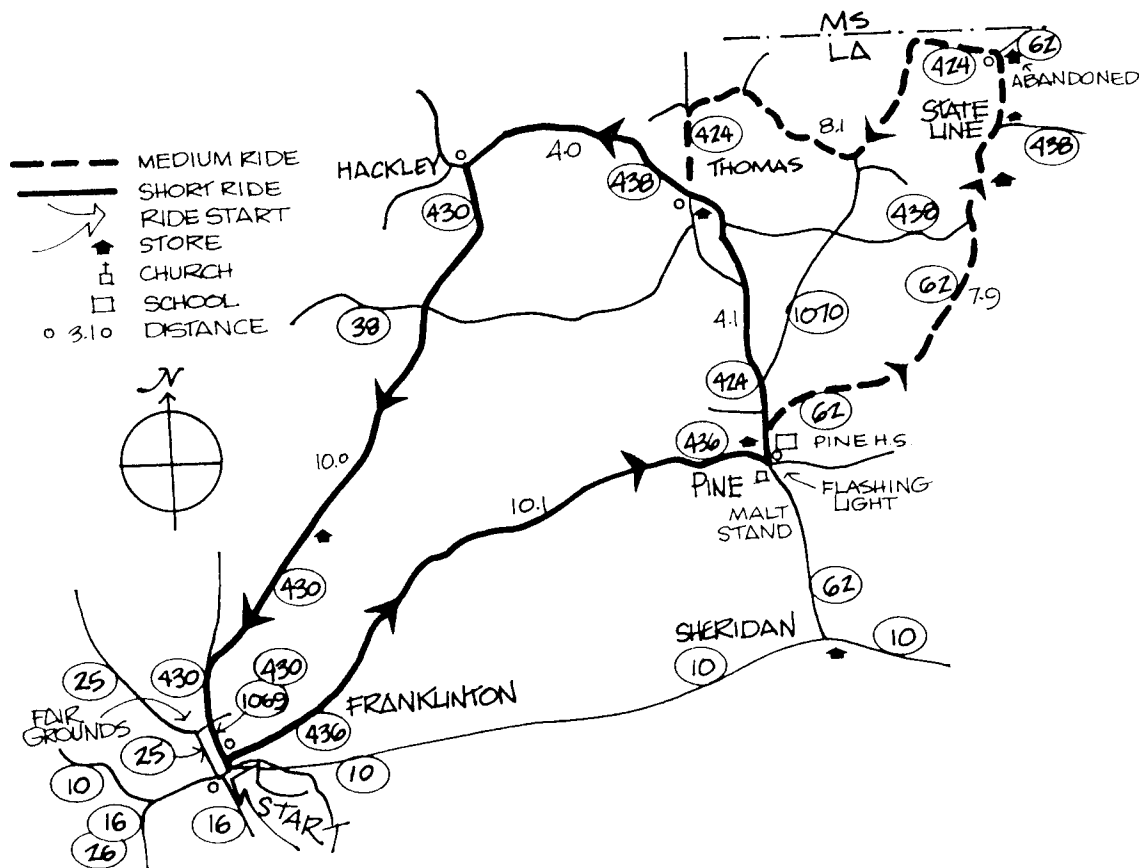 MS
LA
62
424
ABANDONED
STATE
LINE
438
MEDIUM RIDE
SHORT RIDE
RIDE START
STORE
CHURCH
SCHOOL
3.1 DISTANCE
HACKLEY
430
4.0
438
424
THOMAS
8.1
438
62
7.9
1070
38
4.1
424
62
N
10.0
436
PINE H.S.
PINE
FLASHING
LIGHT
MALT
STAND
10.1
430
62
SHERIDAN
10
10
25
430
430
1069
FRANKLINTON
FAIR
GROUNDS
436
25
10
10
16
26
16
START